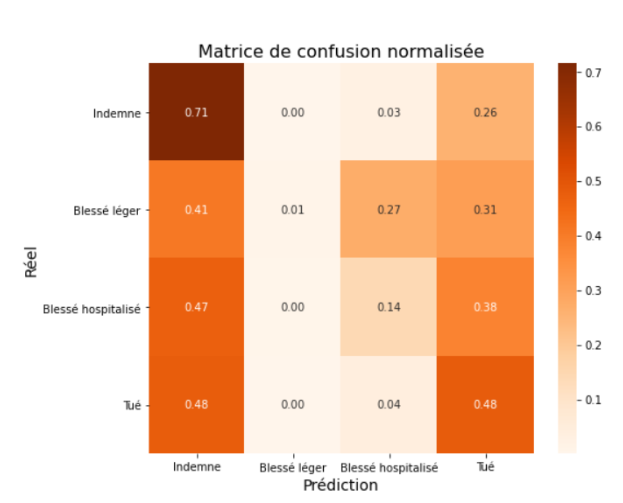 Matrice de confusion normalisée
Réel
Indemne 0.71 0.00 0.03 0.26
Blessé léger 0.41 0.01 0.27 0.31
Blessé hospitalisé 0.47 0.00 0.14 0.38
Tué 0.48 0.00 0.04 0.48
Indemne Blessé léger Blessé hospitalisé Tué
Prédiction
0.7
0.6
0.5
0.4
0.3
0.2
0.1